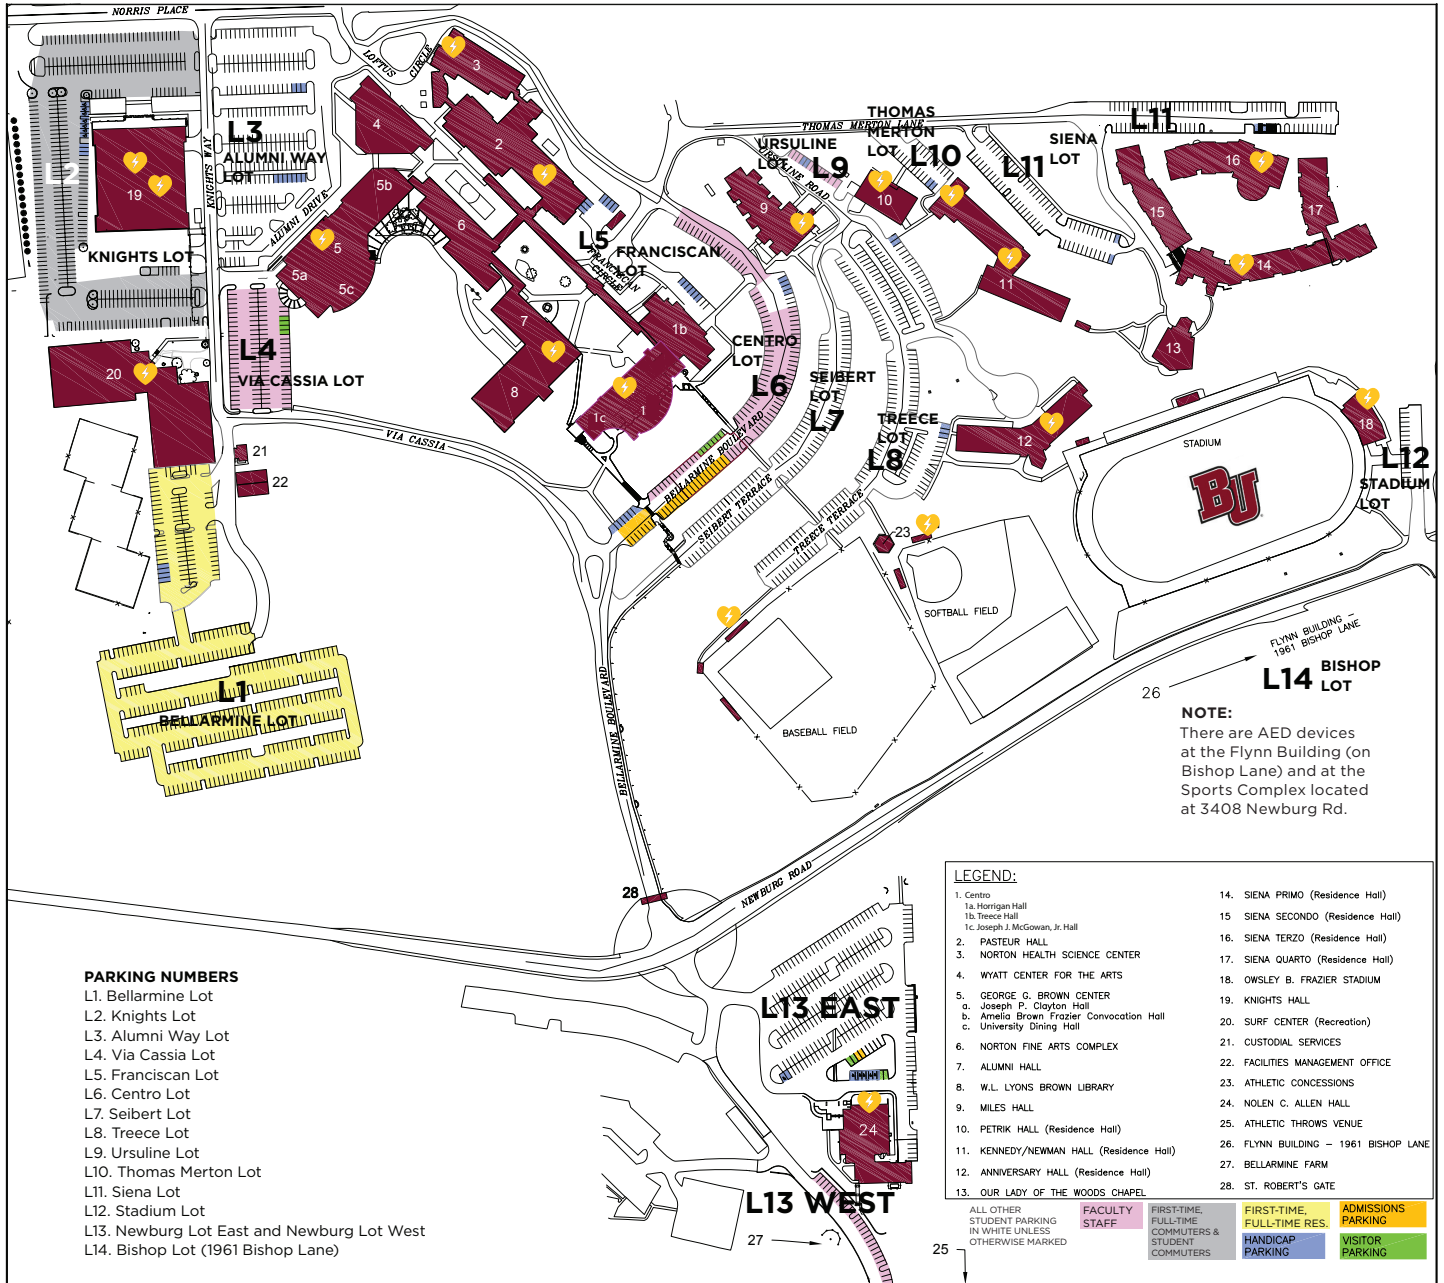 NORRIS PLACE
LOFTUS
CIRCLE
3
4
2
19
L2
L3
ALUMNI WAY
LOT
KNIGHTS WAY
ALUMNI DRIVE
KNIGHTS LOT
5b
5
5a
5c
6
L5
FRANCISCAN
LOT
FRANCISCAN
CIRCLE
THOMAS MERTON LANE
URSULINE
LOT
URSULINE ROAD
L9
9
THOMAS
MERTON
LOT
L10
10
L11
SIENA
LOT
L11
16
15
17
14
11
13
L4
VIA CASSIA LOT
20
21
22
VIA CASSIA
7
8
1b
1c
1
CENTRO
LOT
L6
BELLARMINE BOULEVARD
SEIBERT
LOT
L7
SEIBERT TERRACE
TREECE
LOT
L8
TREECE TERRACE
12
STADIUM
BU
18
L12
STADIUM
LOT
23
SOFTBALL FIELD
BASEBALL FIELD
L1
BELLARMINE LOT
BELLARMINE BOULEVARD
FLYNN BUILDING –
1961 BISHOP LANE
26
L14 BISHOP
LOT
NOTE:
There are AED devices
at the Flynn Building (on
Bishop Lane) and at the
Sports Complex located
at 3408 Newburg Rd.
NEWBURG ROAD
28
L13 EAST
24
L13 WEST
27
25
PARKING NUMBERS
L1. Bellarmine Lot
L2. Knights Lot
L3. Alumni Way Lot
L4. Via Cassia Lot
L5. Franciscan Lot
L6. Centro Lot
L7. Seibert Lot
L8. Treece Lot
L9. Ursuline Lot
L10. Thomas Merton Lot
L11. Siena Lot
L12. Stadium Lot
L13. Newburg Lot East and Newburg Lot West
L14. Bishop Lot (1961 Bishop Lane)
LEGEND:
1. Centro
1a. Horrigan Hall
1b. Treece Hall
1c. Joseph J. McGowan, Jr. Hall
2. PASTEUR HALL
3. NORTON HEALTH SCIENCE CENTER
4. WYATT CENTER FOR THE ARTS
5. GEORGE G. BROWN CENTER
a. Joseph P. Clayton Hall
b. Amelia Brown Frazier Convocation Hall
c. University Dining Hall
6. NORTON FINE ARTS COMPLEX
7. ALUMNI HALL
8. W.L. LYONS BROWN LIBRARY
9. MILES HALL
10. PETRIK HALL (Residence Hall)
11. KENNEDY/NEWMAN HALL (Residence Hall)
12. ANNIVERSARY HALL (Residence Hall)
13. OUR LADY OF THE WOODS CHAPEL
14. SIENA PRIMO (Residence Hall)
15 SIENA SECONDO (Residence Hall)
16. SIENA TERZO (Residence Hall)
17. SIENA QUARTO (Residence Hall)
18. OWSLEY B. FRAZIER STADIUM
19. KNIGHTS HALL
20. SURF CENTER (Recreation)
21. CUSTODIAL SERVICES
22. FACILITIES MANAGEMENT OFFICE
23. ATHLETIC CONCESSIONS
24. NOLEN C. ALLEN HALL
25. ATHLETIC THROWS VENUE
26. FLYNN BUILDING – 1961 BISHOP LANE
27. BELLARMINE FARM
28. ST. ROBERT'S GATE
ALL OTHER
STUDENT PARKING
IN WHITE UNLESS
OTHERWISE MARKED
FACULTY
STAFF
FIRST-TIME,
FULL-TIME
COMMUTERS &
STUDENT
COMMUTERS
FIRST-TIME,
FULL-TIME RES.
HANDICAP
PARKING
ADMISSIONS
PARKING
VISITOR
PARKING